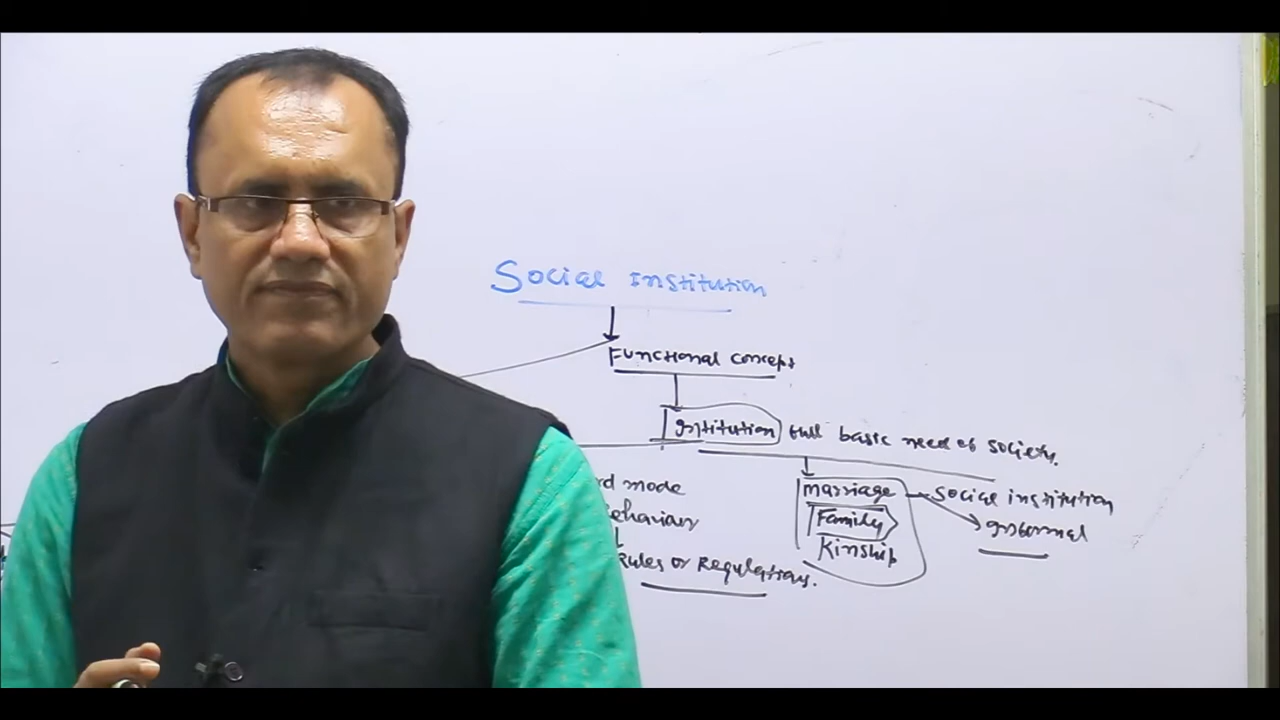 Social Institution
Functional concept
Institution full basic need of society.
rd mode
ehaviour
Rules or Regulations.
marriage
Family
Kinship
Social institution
Informal